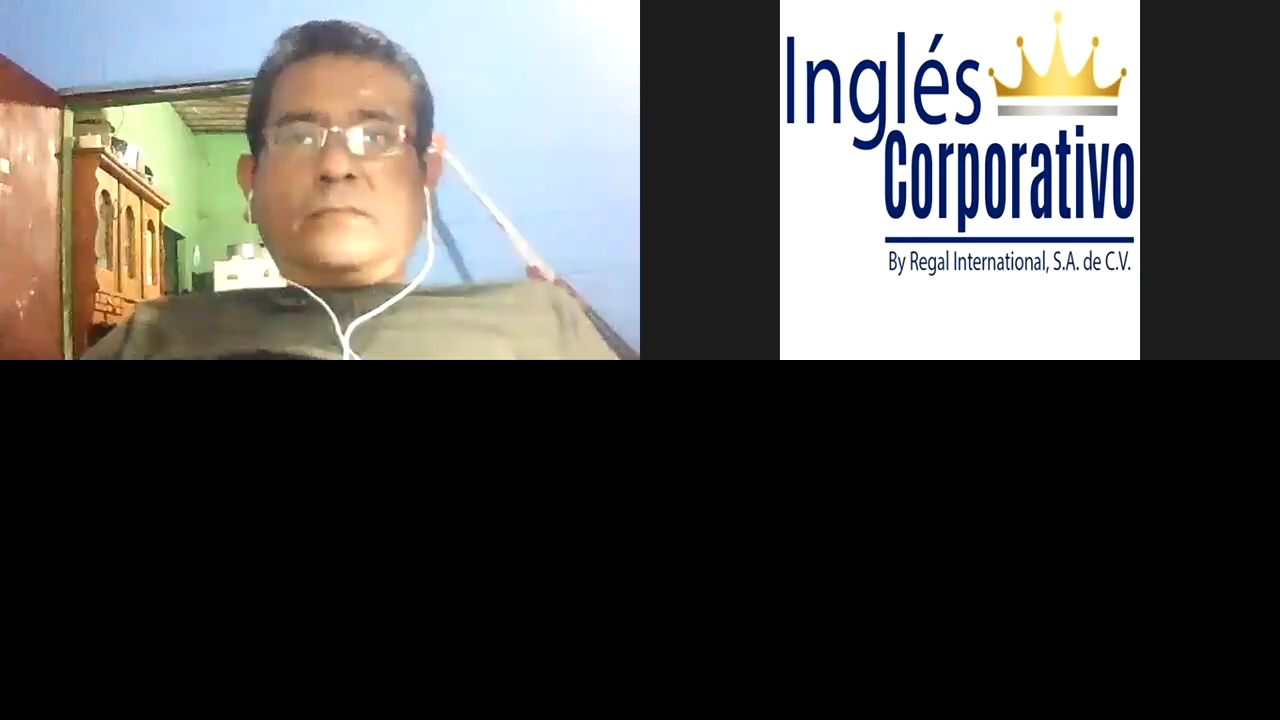 Inglés
Corporativo
By Regal International, S.A. de C.V.